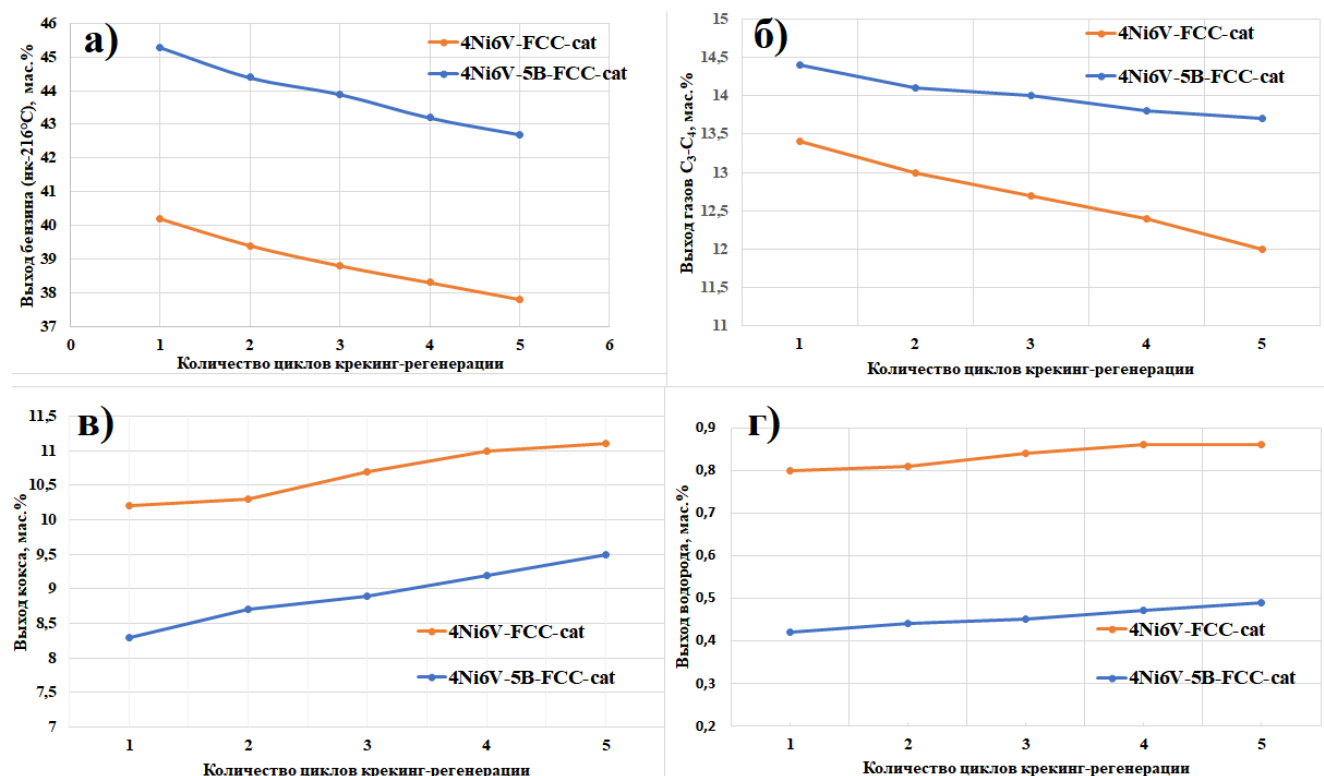 а)
46
45
44
43
42
41
40
39
38
37
0
1
2
3
4
5
6
Выход бензина (нк-216°С), мас.%
Количество циклов крекинг-регенерации
4Ni6V-FCC-cat
4Ni6V-5B-FCC-cat
б)
15
14,5
14
13,5
13
12,5
12
11,5
11
1
2
3
4
5
Выход газов С₃-С₄, мас.%
Количество циклов крекинг-регенерации
4Ni6V-FCC-cat
4Ni6V-5B-FCC-cat
в)
11,5
11
10,5
10
9,5
9
8,5
8
7,5
7
1
2
3
4
5
Выход кокса, мас.%
Количество циклов крекинг-регенерации
4Ni6V-FCC-cat
4Ni6V-5B-FCC-cat
г)
0,9
0,8
0,7
0,6
0,5
0,4
0,3
0,2
1
2
3
4
5
Выход водорода, мас.%
Количество циклов крекинг-регенерации
4Ni6V-FCC-cat
4Ni6V-5B-FCC-cat